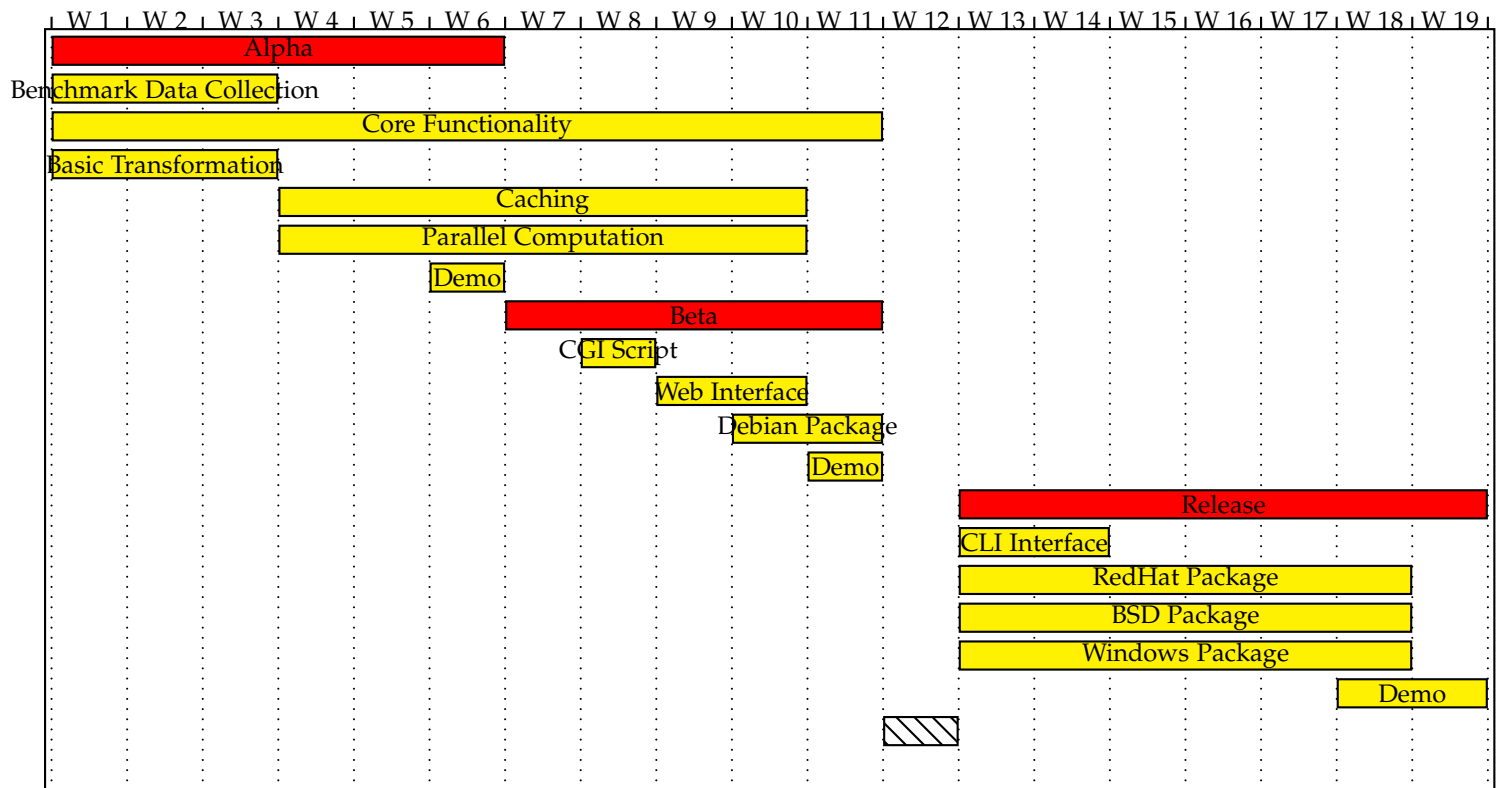 W 1 W 2 W 3 W 4 W 5 W 6 W 7 W 8 W 9 W 10 W 11 W 12 W 13 W 14 W 15 W 16 W 17 W 18 W 19
Alpha
Benchmark Data Collection
Core Functionality
Basic Transformation
Caching
Parallel Computation
Demo
Beta
CGI Script
Web Interface
Debian Package
Demo
Release
CLI Interface
RedHat Package
BSD Package
Windows Package
Demo